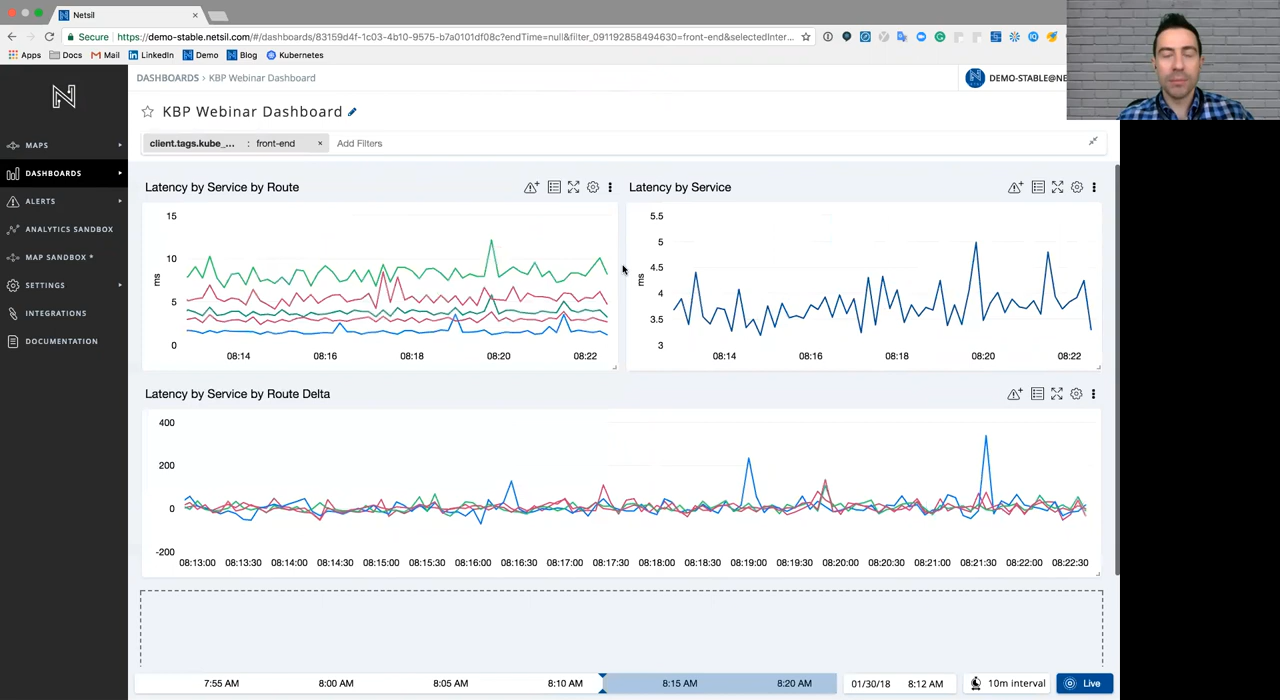 Netsil
Secure https://demo-stable.netsil.com/#/dashboards/83159d4f-1c03-4b10-9575-b7a0101df08c?endTime=null&filter_091192858494630=front-end&selectedInter...
Apps Docs Mail LinkedIn Demo Blog Kubernetes
DASHBOARDS › KBP Webinar Dashboard
DEMO-STABLE@NE
KBP Webinar Dashboard
client.tags.kube_... : front-end × Add Filters
MAPS
DASHBOARDS
ALERTS
ANALYTICS SANDBOX
MAP SANDBOX *
SETTINGS
INTEGRATIONS
DOCUMENTATION
Latency by Service by Route
15
10
5
0
ms
08:14 08:16 08:18 08:20 08:22
Latency by Service
5.5
5
4.5
4
3.5
3
ms
08:14 08:16 08:18 08:20 08:22
Latency by Service by Route Delta
400
200
0
-200
08:13:00 08:13:30 08:14:00 08:14:30 08:15:00 08:15:30 08:16:00 08:16:30 08:17:00 08:17:30 08:18:00 08:18:30 08:19:00 08:19:30 08:20:00 08:20:30 08:21:00 08:21:30 08:22:00 08:22:30
7:55 AM 8:00 AM 8:05 AM 8:10 AM 8:15 AM 8:20 AM 01/30/18 8:12 AM 10m interval Live